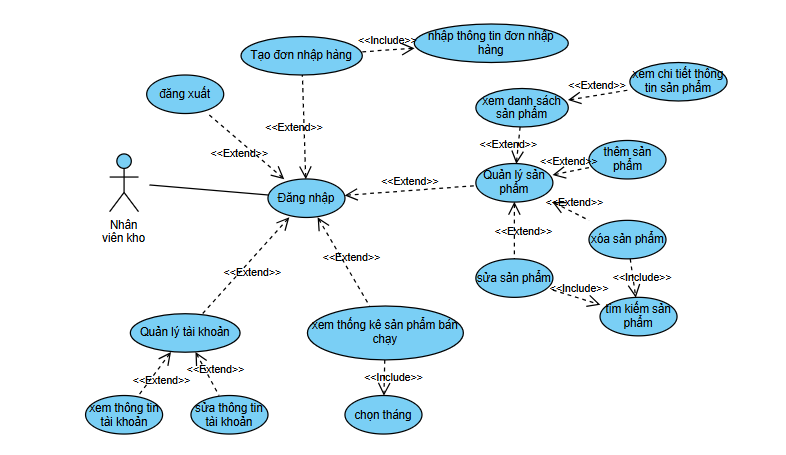 <<Include>>
nhập thông tin đơn nhập
hàng
Tạo đơn nhập hàng
xem chi tiết thông
tin sản phẩm
<<Extend>>
đăng xuất
xem danh sách
sản phẩm
<<Extend>>
<<Extend>>
<<Extend>>
thêm sản
phẩm
<<Extend>>
Quản lý sản
phẩm
<<Extend>>
Đăng nhập
<<Extend>>
Nhân
viên kho
<<Extend>>
xóa sản phẩm
<<Extend>>
<<Extend>>
sửa sản phẩm
<<Include>>
<<Include>>
tìm kiếm sản
phẩm
Quản lý tài khoản
xem thống kê sản phẩm bán
chạy
<<Extend>>
<<Extend>>
<<Include>>
xem thông tin
tài khoản
sửa thông tin
tài khoản
chọn tháng